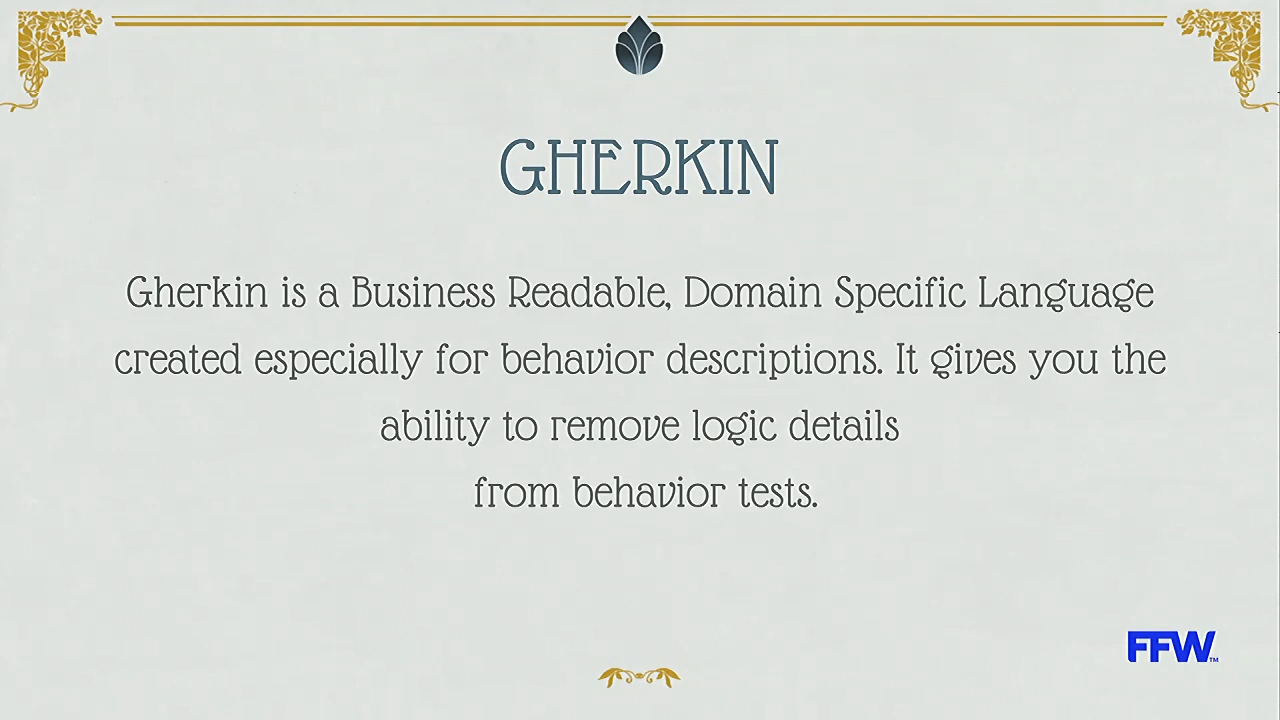 GHERKIN
Gherkin is a Business Readable, Domain Specific Language
created especially for behavior descriptions. It gives you the
ability to remove logic details
from behavior tests.
FFW™